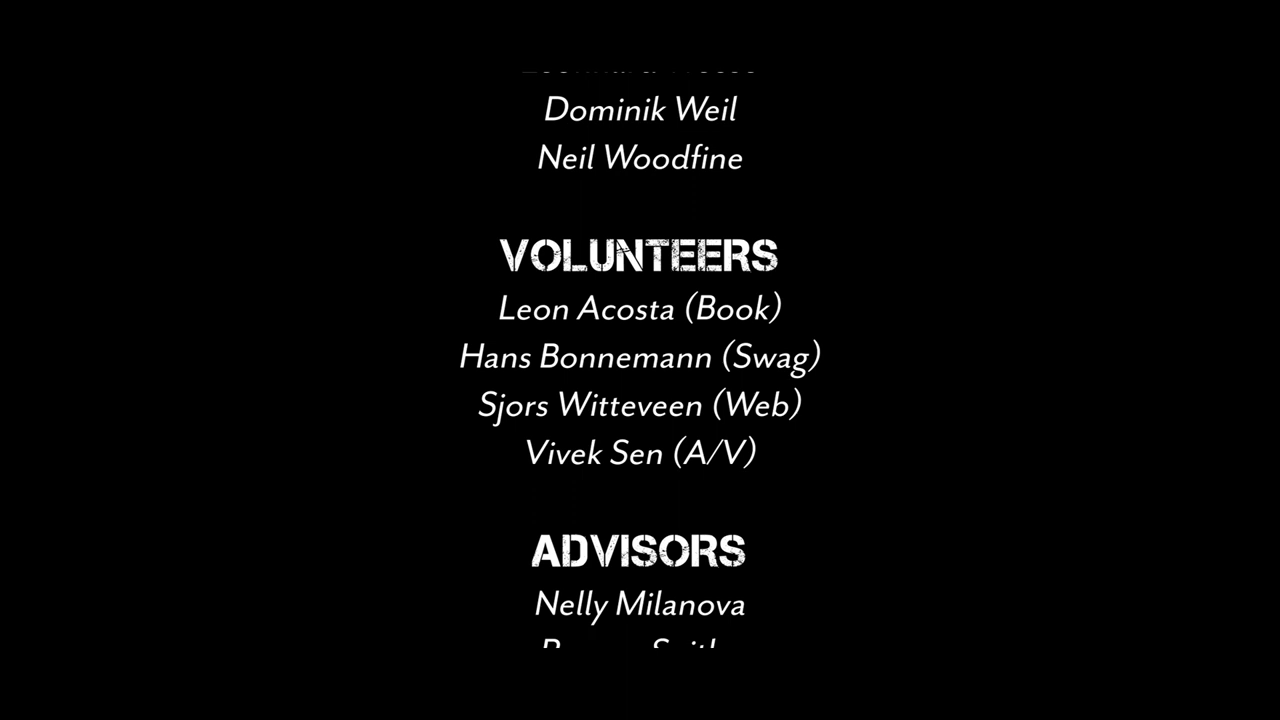 Dominik Weil
Neil Woodfine
VOLUNTEERS
Leon Acosta (Book)
Hans Bonnemann (Swag)
Sjors Witteveen (Web)
Vivek Sen (A/V)
ADVISORS
Nelly Milanova